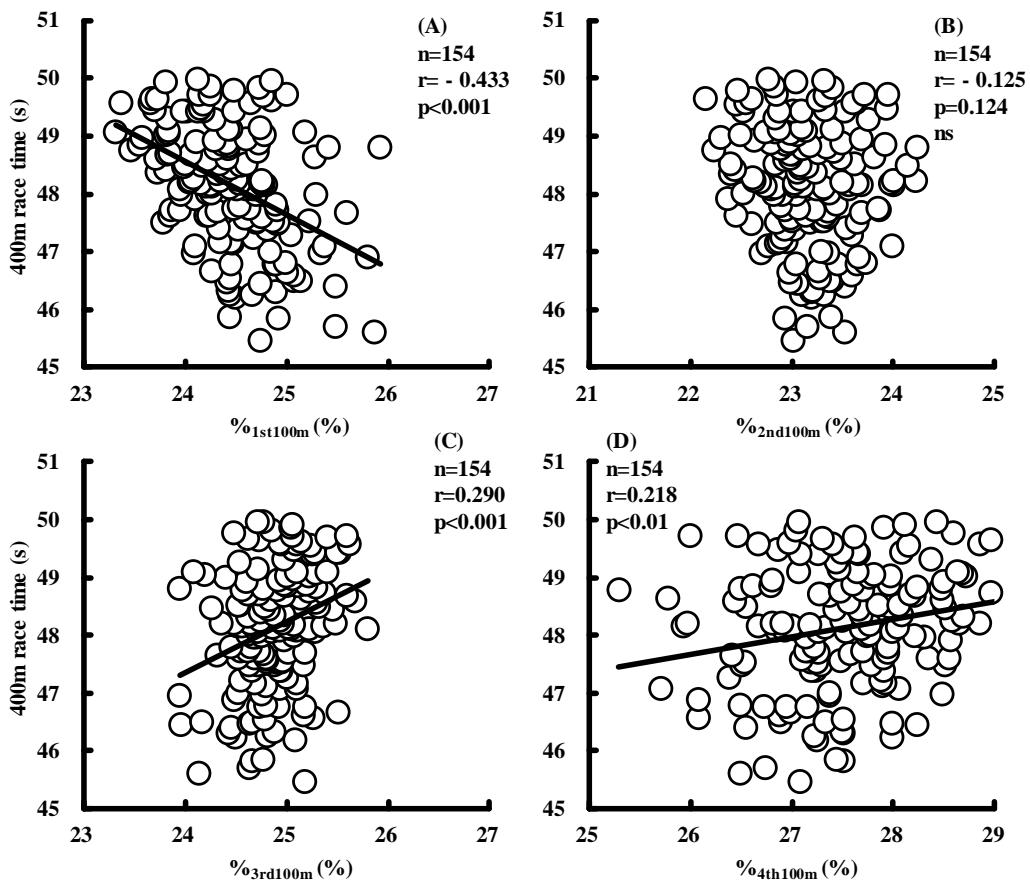 (A)
n=154
r= - 0.433
p<0.001
400m race time (s)
51
50
49
48
47
46
45
23 24 25 26 27
%1st100m (%)
(B)
n=154
r= - 0.125
p=0.124
ns
51
50
49
48
47
46
45
21 22 23 24 25
%2nd100m (%)
(C)
n=154
r=0.290
p<0.001
400m race time (s)
51
50
49
48
47
46
45
23 24 25 26 27
%3rd100m (%)
(D)
n=154
r=0.218
p<0.01
51
50
49
48
47
46
45
25 26 27 28 29
%4th100m (%)